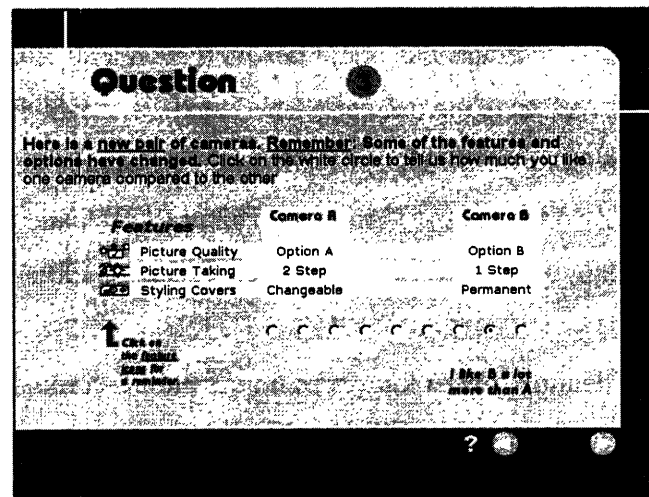 Question
Here is a new pair of cameras. Remember: Some of the features and
options have changed. Click on the white circle to tell us how much you like
one camera compared to the other
Features Camera A Camera B
Picture Quality Option A Option B
Picture Taking 2 Step 1 Step
Styling Covers Changeable Permanent
Click on
the feature
name for
a reminder.
I like B a lot
more than A
?